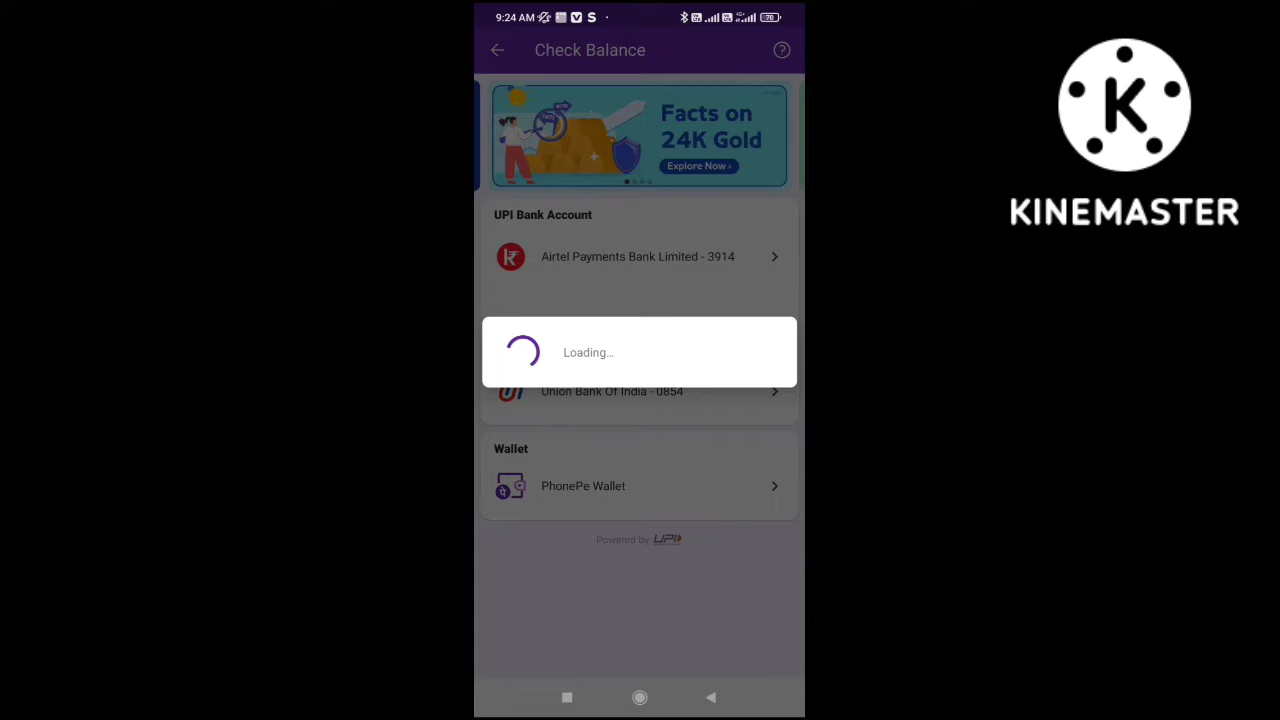 9:24 AM
70
Check Balance
Facts on
24K Gold
Explore Now ›
UPI Bank Account
Airtel Payments Bank Limited - 3914
Loading...
Union Bank Of India - 0854
Wallet
PhonePe Wallet
Powered by UPI
K
KINEMASTER